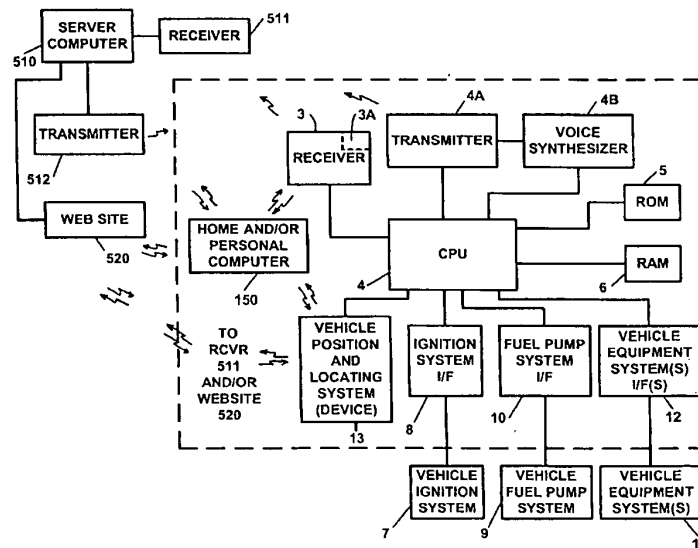 SERVER
COMPUTER
510
RECEIVER
511
TRANSMITTER
512
WEB SITE
520
3
3A
RECEIVER
4A
TRANSMITTER
4B
VOICE
SYNTHESIZER
5
ROM
CPU
4
RAM
6
HOME AND/OR
PERSONAL
COMPUTER
150
TO
RCVR
511
AND/OR
WEBSITE
520
VEHICLE
POSITION
AND
LOCATING
SYSTEM
(DEVICE)
13
IGNITION
SYSTEM
I/F
8
FUEL PUMP
SYSTEM
I/F
10
VEHICLE
EQUIPMENT
SYSTEM(S)
I/F(S)
12
VEHICLE
IGNITION
SYSTEM
7
VEHICLE
FUEL PUMP
SYSTEM
9
VEHICLE
EQUIPMENT
SYSTEM(S)